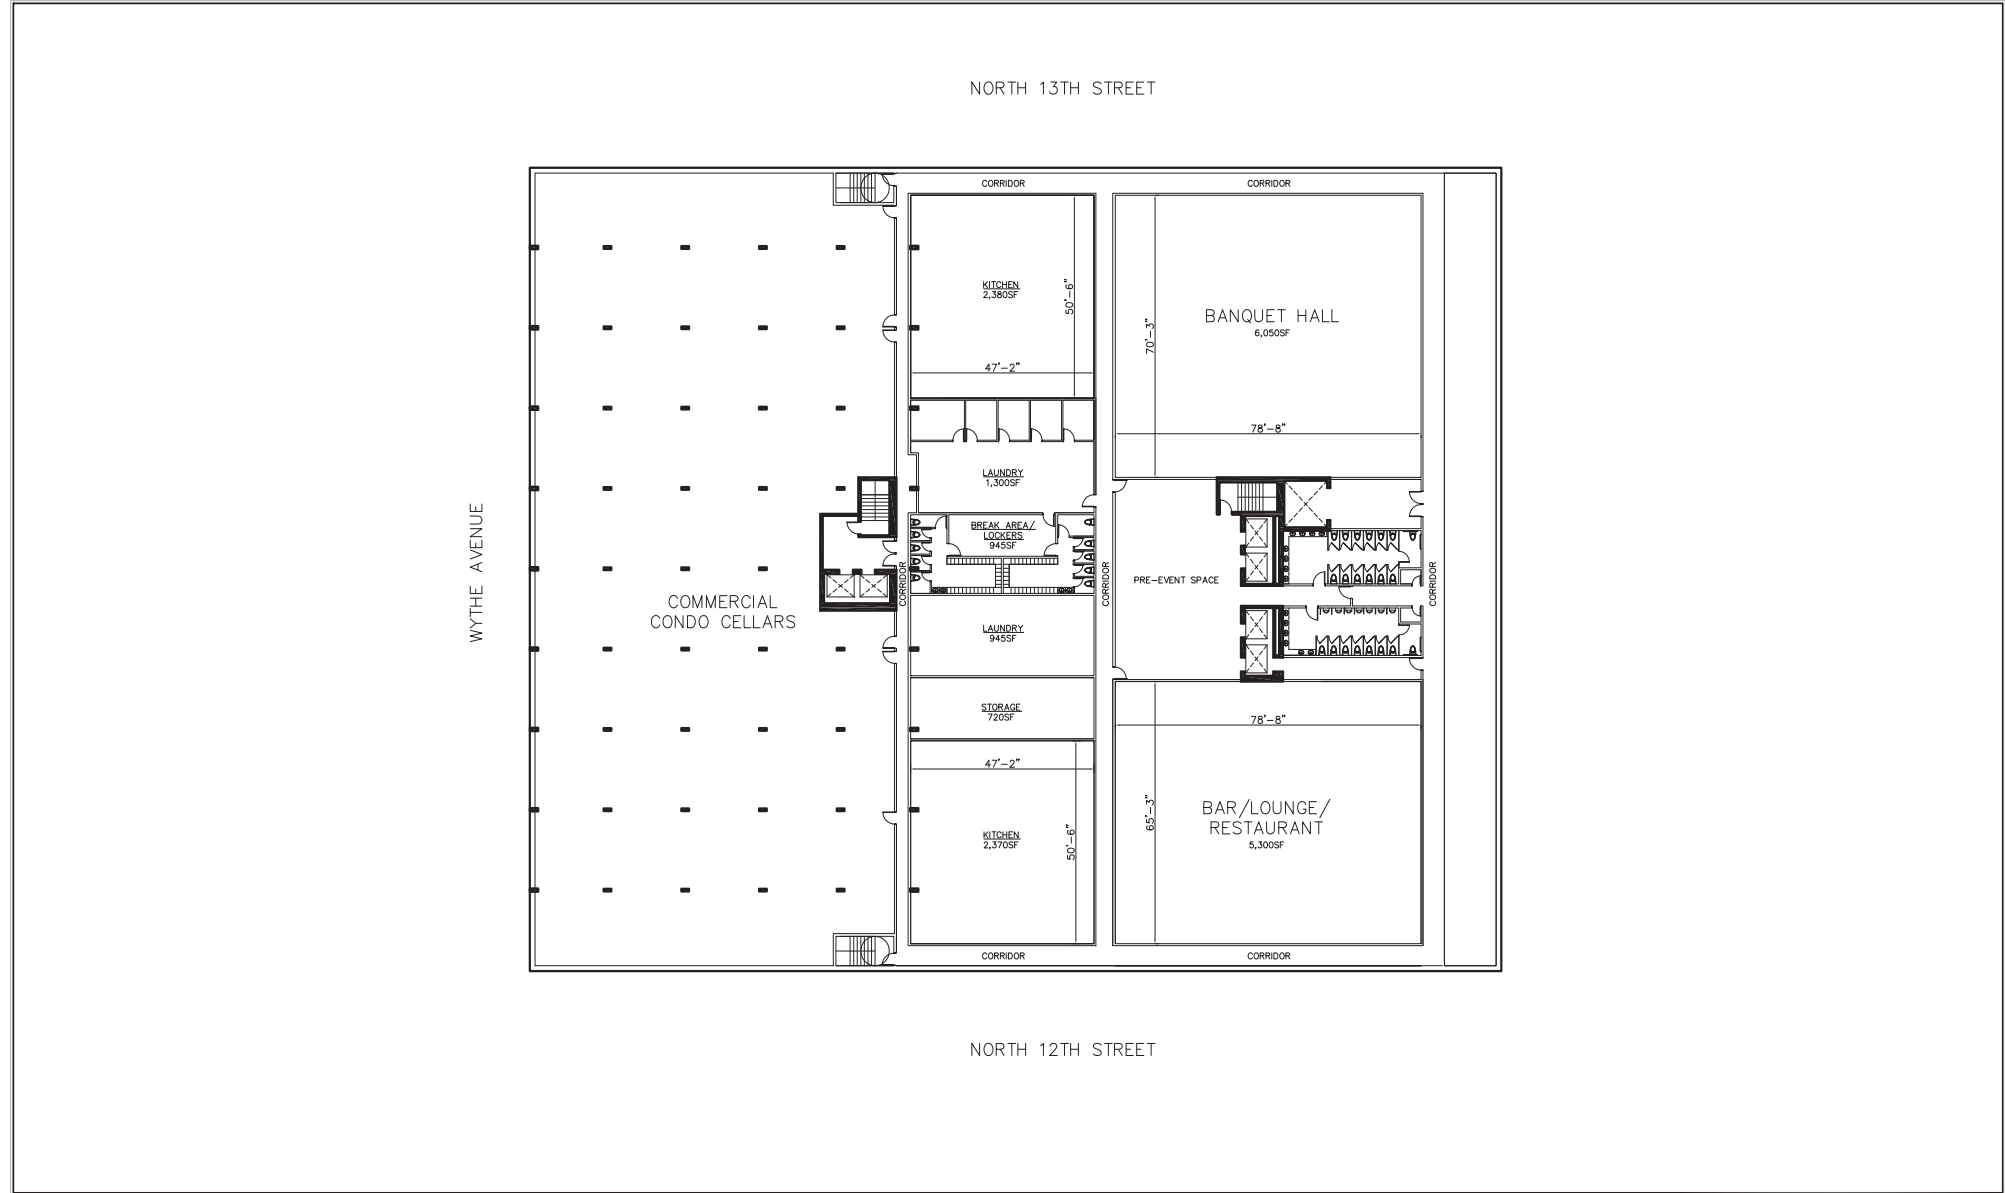 NORTH 13TH STREET
CORRIDOR
CORRIDOR
KITCHEN
2,380SF
50'-6"
47'-2"
BANQUET HALL
6,050SF
70'-3"
78'-8"
LAUNDRY
1,300SF
BREAK AREA/
LOCKERS
945SF
WYTHE AVENUE
COMMERCIAL
CONDO CELLARS
CORRIDOR
CORRIDOR
PRE-EVENT SPACE
CORRIDOR
LAUNDRY
945SF
STORAGE
720SF
47'-2"
KITCHEN
2,370SF
50'-6"
78'-8"
65'-3"
BAR/LOUNGE/
RESTAURANT
5,300SF
CORRIDOR
CORRIDOR
NORTH 12TH STREET